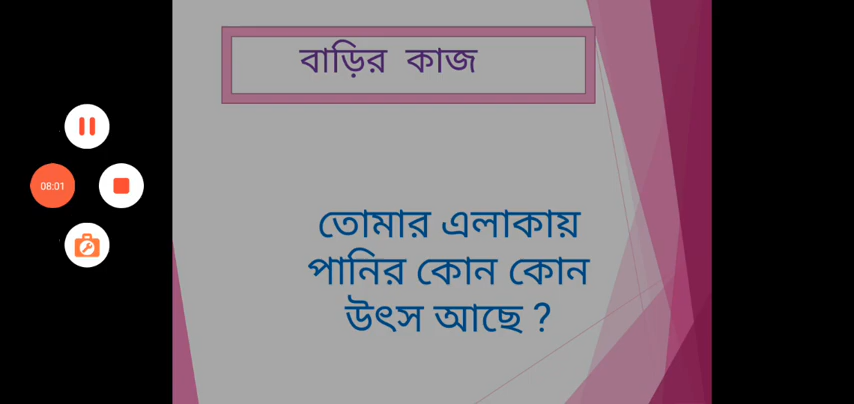 বাড়ির কাজ
08:01
তোমার এলাকায়
পানির কোন কোন
উৎস আছে ?